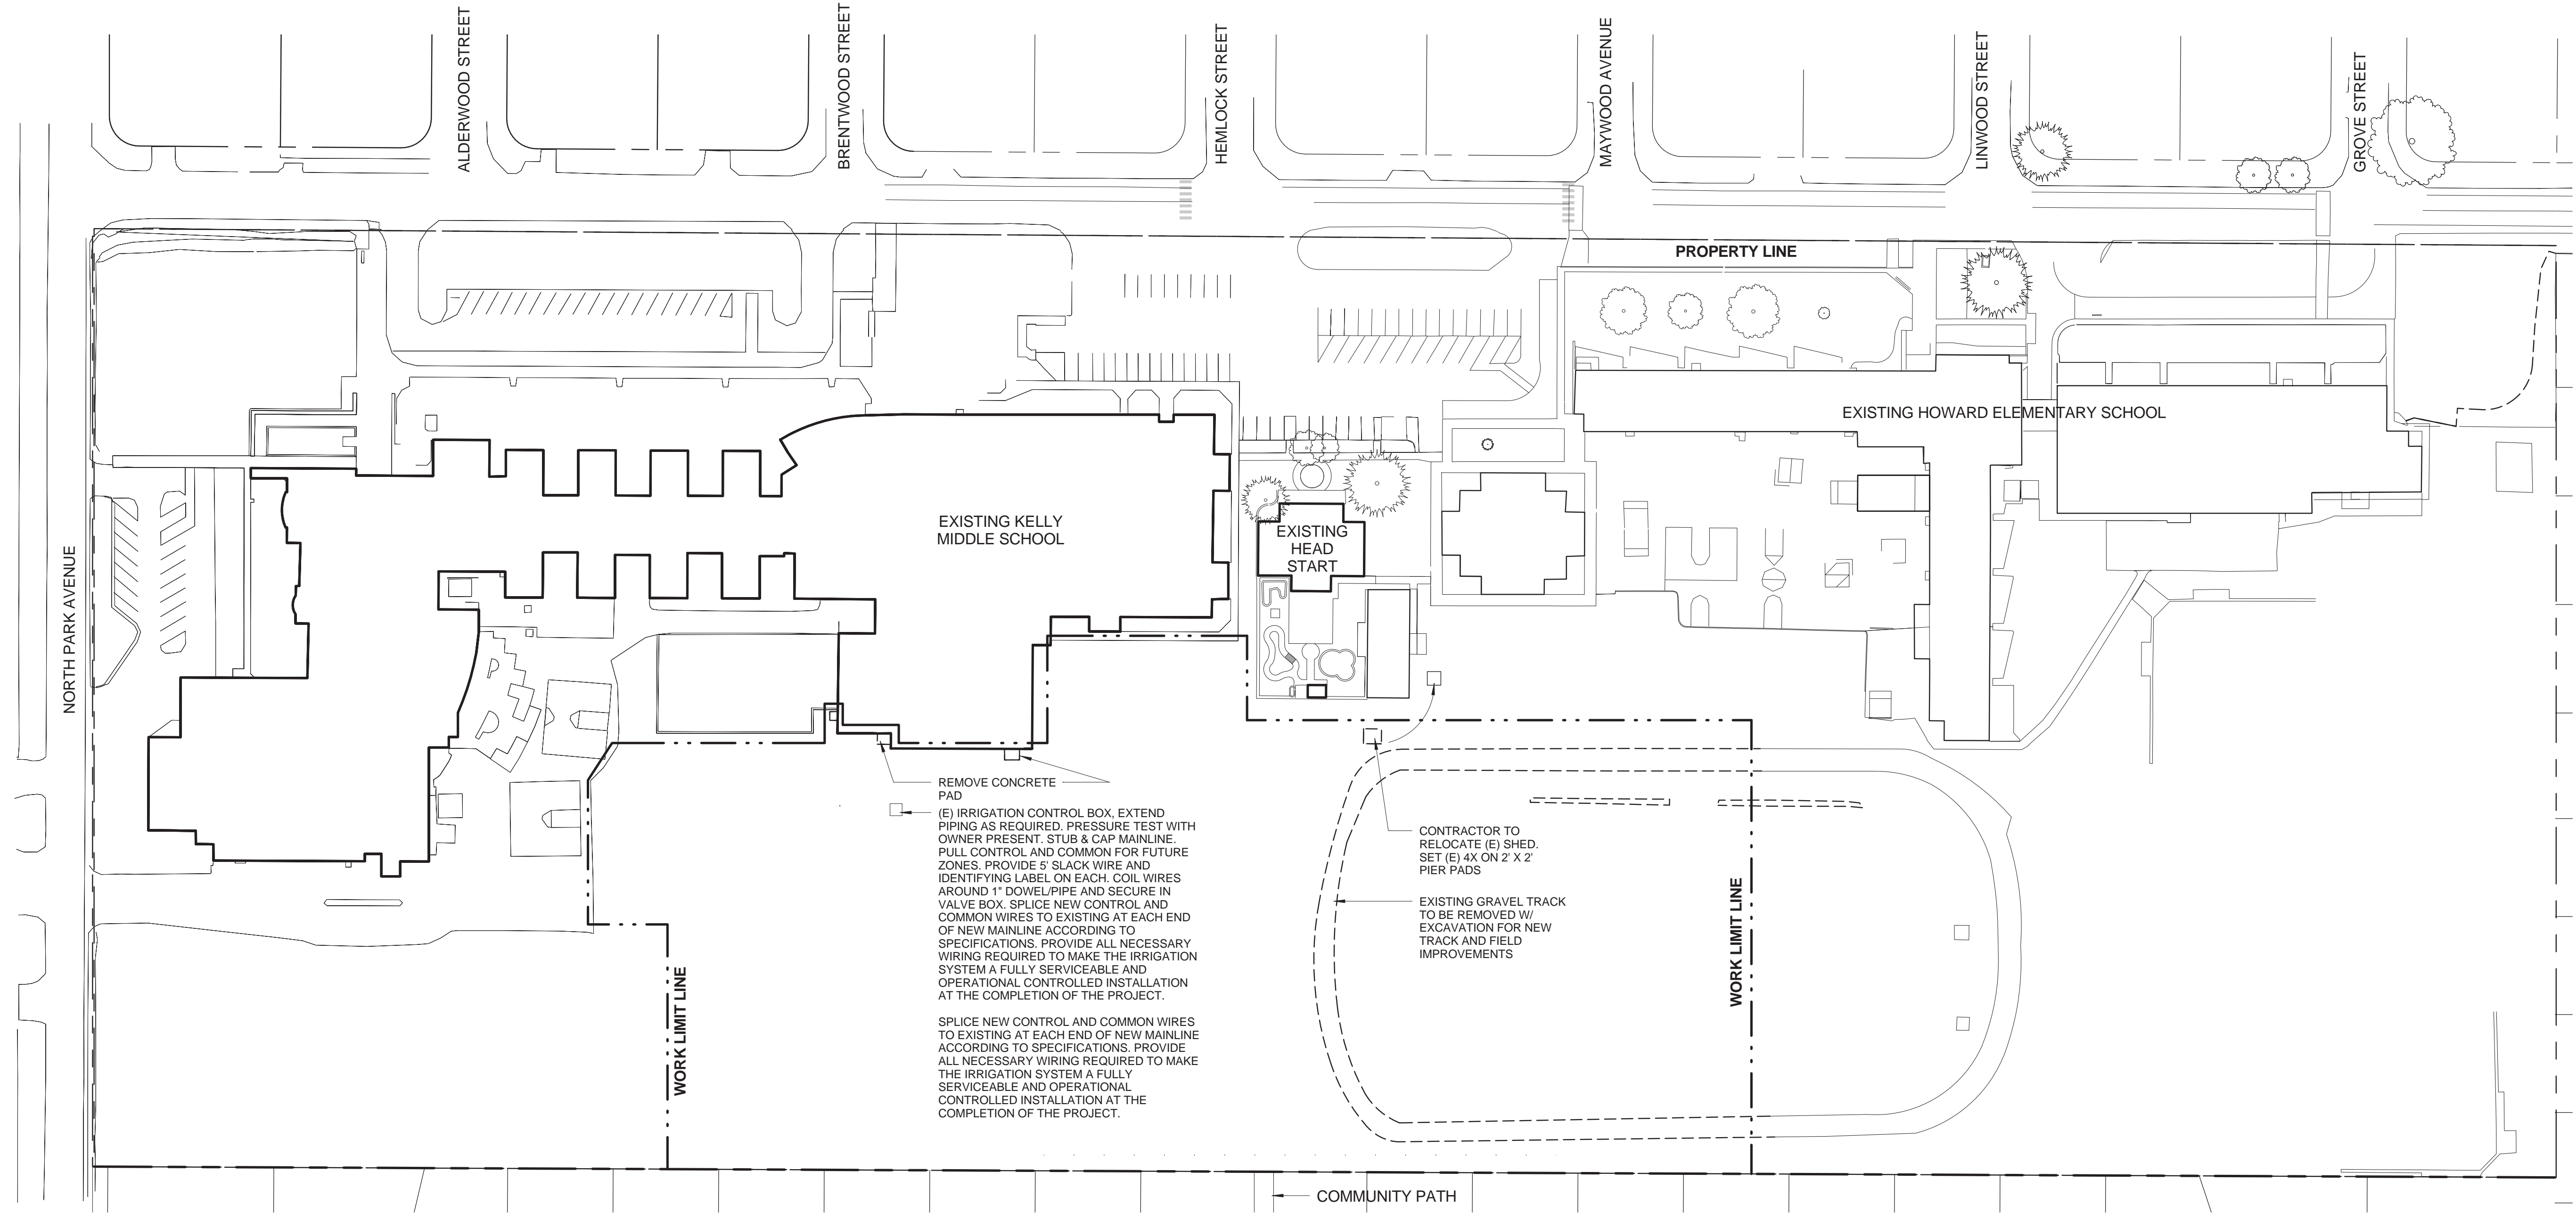 ALDERWOOD STREET
BRENTWOOD STREET
HEMLOCK STREET
MAYWOOD AVENUE
LINWOOD STREET
GROVE STREET
PROPERTY LINE
EXISTING HOWARD ELEMENTARY SCHOOL
EXISTING KELLY
MIDDLE SCHOOL
EXISTING
HEAD
START
NORTH PARK AVENUE
REMOVE CONCRETE
PAD
(E) IRRIGATION CONTROL BOX, EXTEND
PIPING AS REQUIRED. PRESSURE TEST WITH
OWNER PRESENT. STUB & CAP MAINLINE.
PULL CONTROL AND COMMON FOR FUTURE
ZONES. PROVIDE 5' SLACK WIRE AND
IDENTIFYING LABEL ON EACH. COIL WIRES
AROUND 1" DOWEL/PIPE AND SECURE IN
VALVE BOX. SPLICE NEW CONTROL AND
COMMON WIRES TO EXISTING AT EACH END
OF NEW MAINLINE ACCORDING TO
SPECIFICATIONS. PROVIDE ALL NECESSARY
WIRING REQUIRED TO MAKE THE IRRIGATION
SYSTEM A FULLY SERVICEABLE AND
OPERATIONAL CONTROLLED INSTALLATION
AT THE COMPLETION OF THE PROJECT.
SPLICE NEW CONTROL AND COMMON WIRES
TO EXISTING AT EACH END OF NEW MAINLINE
ACCORDING TO SPECIFICATIONS. PROVIDE
ALL NECESSARY WIRING REQUIRED TO MAKE
THE IRRIGATION SYSTEM A FULLY
SERVICEABLE AND OPERATIONAL
CONTROLLED INSTALLATION AT THE
COMPLETION OF THE PROJECT.
CONTRACTOR TO
RELOCATE (E) SHED.
SET (E) 4X ON 2' X 2'
PIER PADS
EXISTING GRAVEL TRACK
TO BE REMOVED W/
EXCAVATION FOR NEW
TRACK AND FIELD
IMPROVEMENTS
WORK LIMIT LINE
WORK LIMIT LINE
COMMUNITY PATH